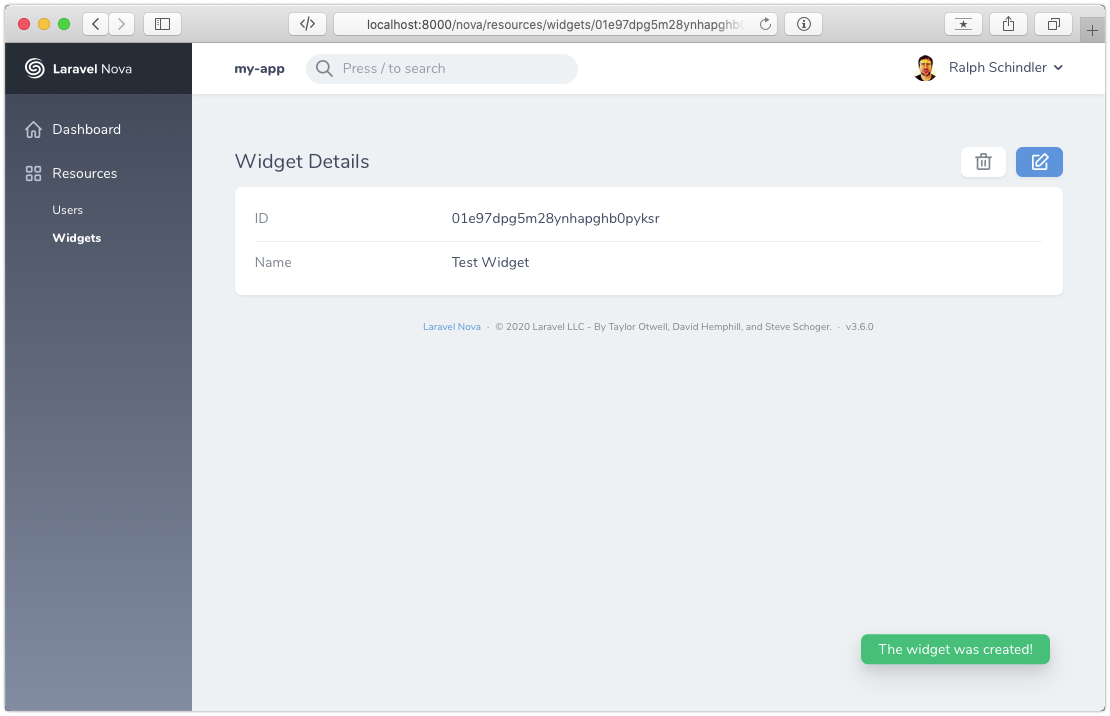 localhost:8000/nova/resources/widgets/01e97dpg5m28ynhapghb
Laravel Nova
my-app
Press / to search
Ralph Schindler
Dashboard
Resources
Users
Widgets
Widget Details
ID
01e97dpg5m28ynhapghb0pyksr
Name
Test Widget
Laravel Nova · © 2020 Laravel LLC - By Taylor Otwell, David Hemphill, and Steve Schoger. · v3.6.0
The widget was created!